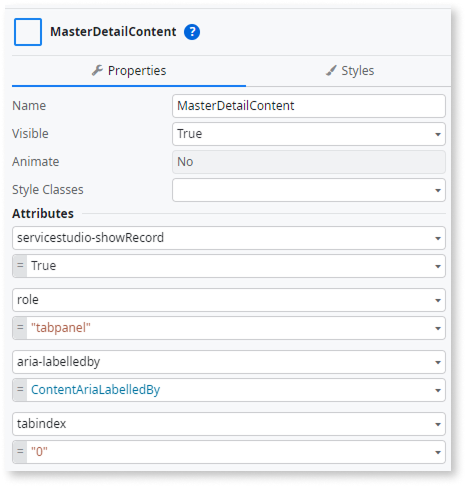 MasterDetailContent ?
Properties Styles
Name MasterDetailContent
Visible True
Animate No
Style Classes
Attributes
servicestudio-showRecord
= True
role
= "tabpanel"
aria-labelledby
= ContentAriaLabelledBy
tabindex
= "0"